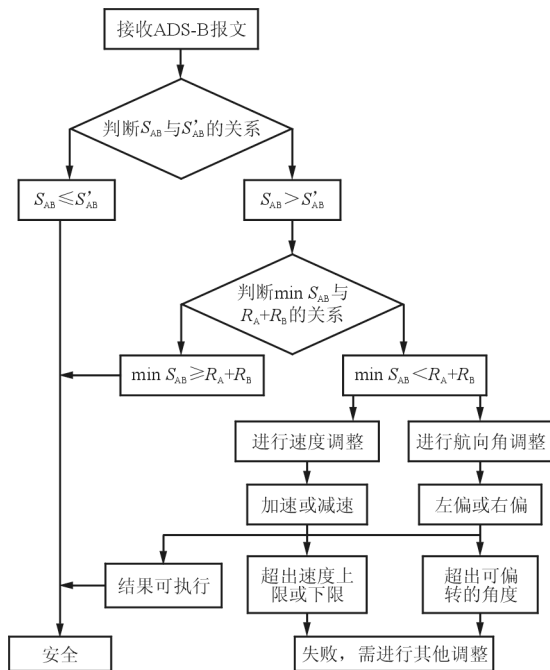 接收ADS-B报文
判断S_AB与S'_AB的关系
S_AB≤S'_AB
S_AB>S'_AB
判断min S_AB与
R_A+R_B的关系
min S_AB≥R_A+R_B
min S_AB<R_A+R_B
进行速度调整
进行航向角调整
加速或减速
左偏或右偏
结果可执行
超出速度上
限或下限
超出可偏
转的角度
安全
失败，需进行其他调整